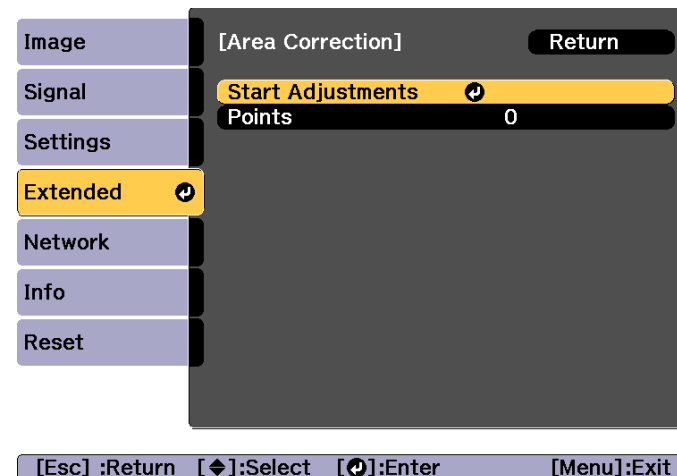 Image
Signal
Settings
Extended
Network
Info
Reset
[Area Correction] Return
Start Adjustments
Points 0
[Esc] :Return [◆]:Select [⏎]:Enter [Menu]:Exit